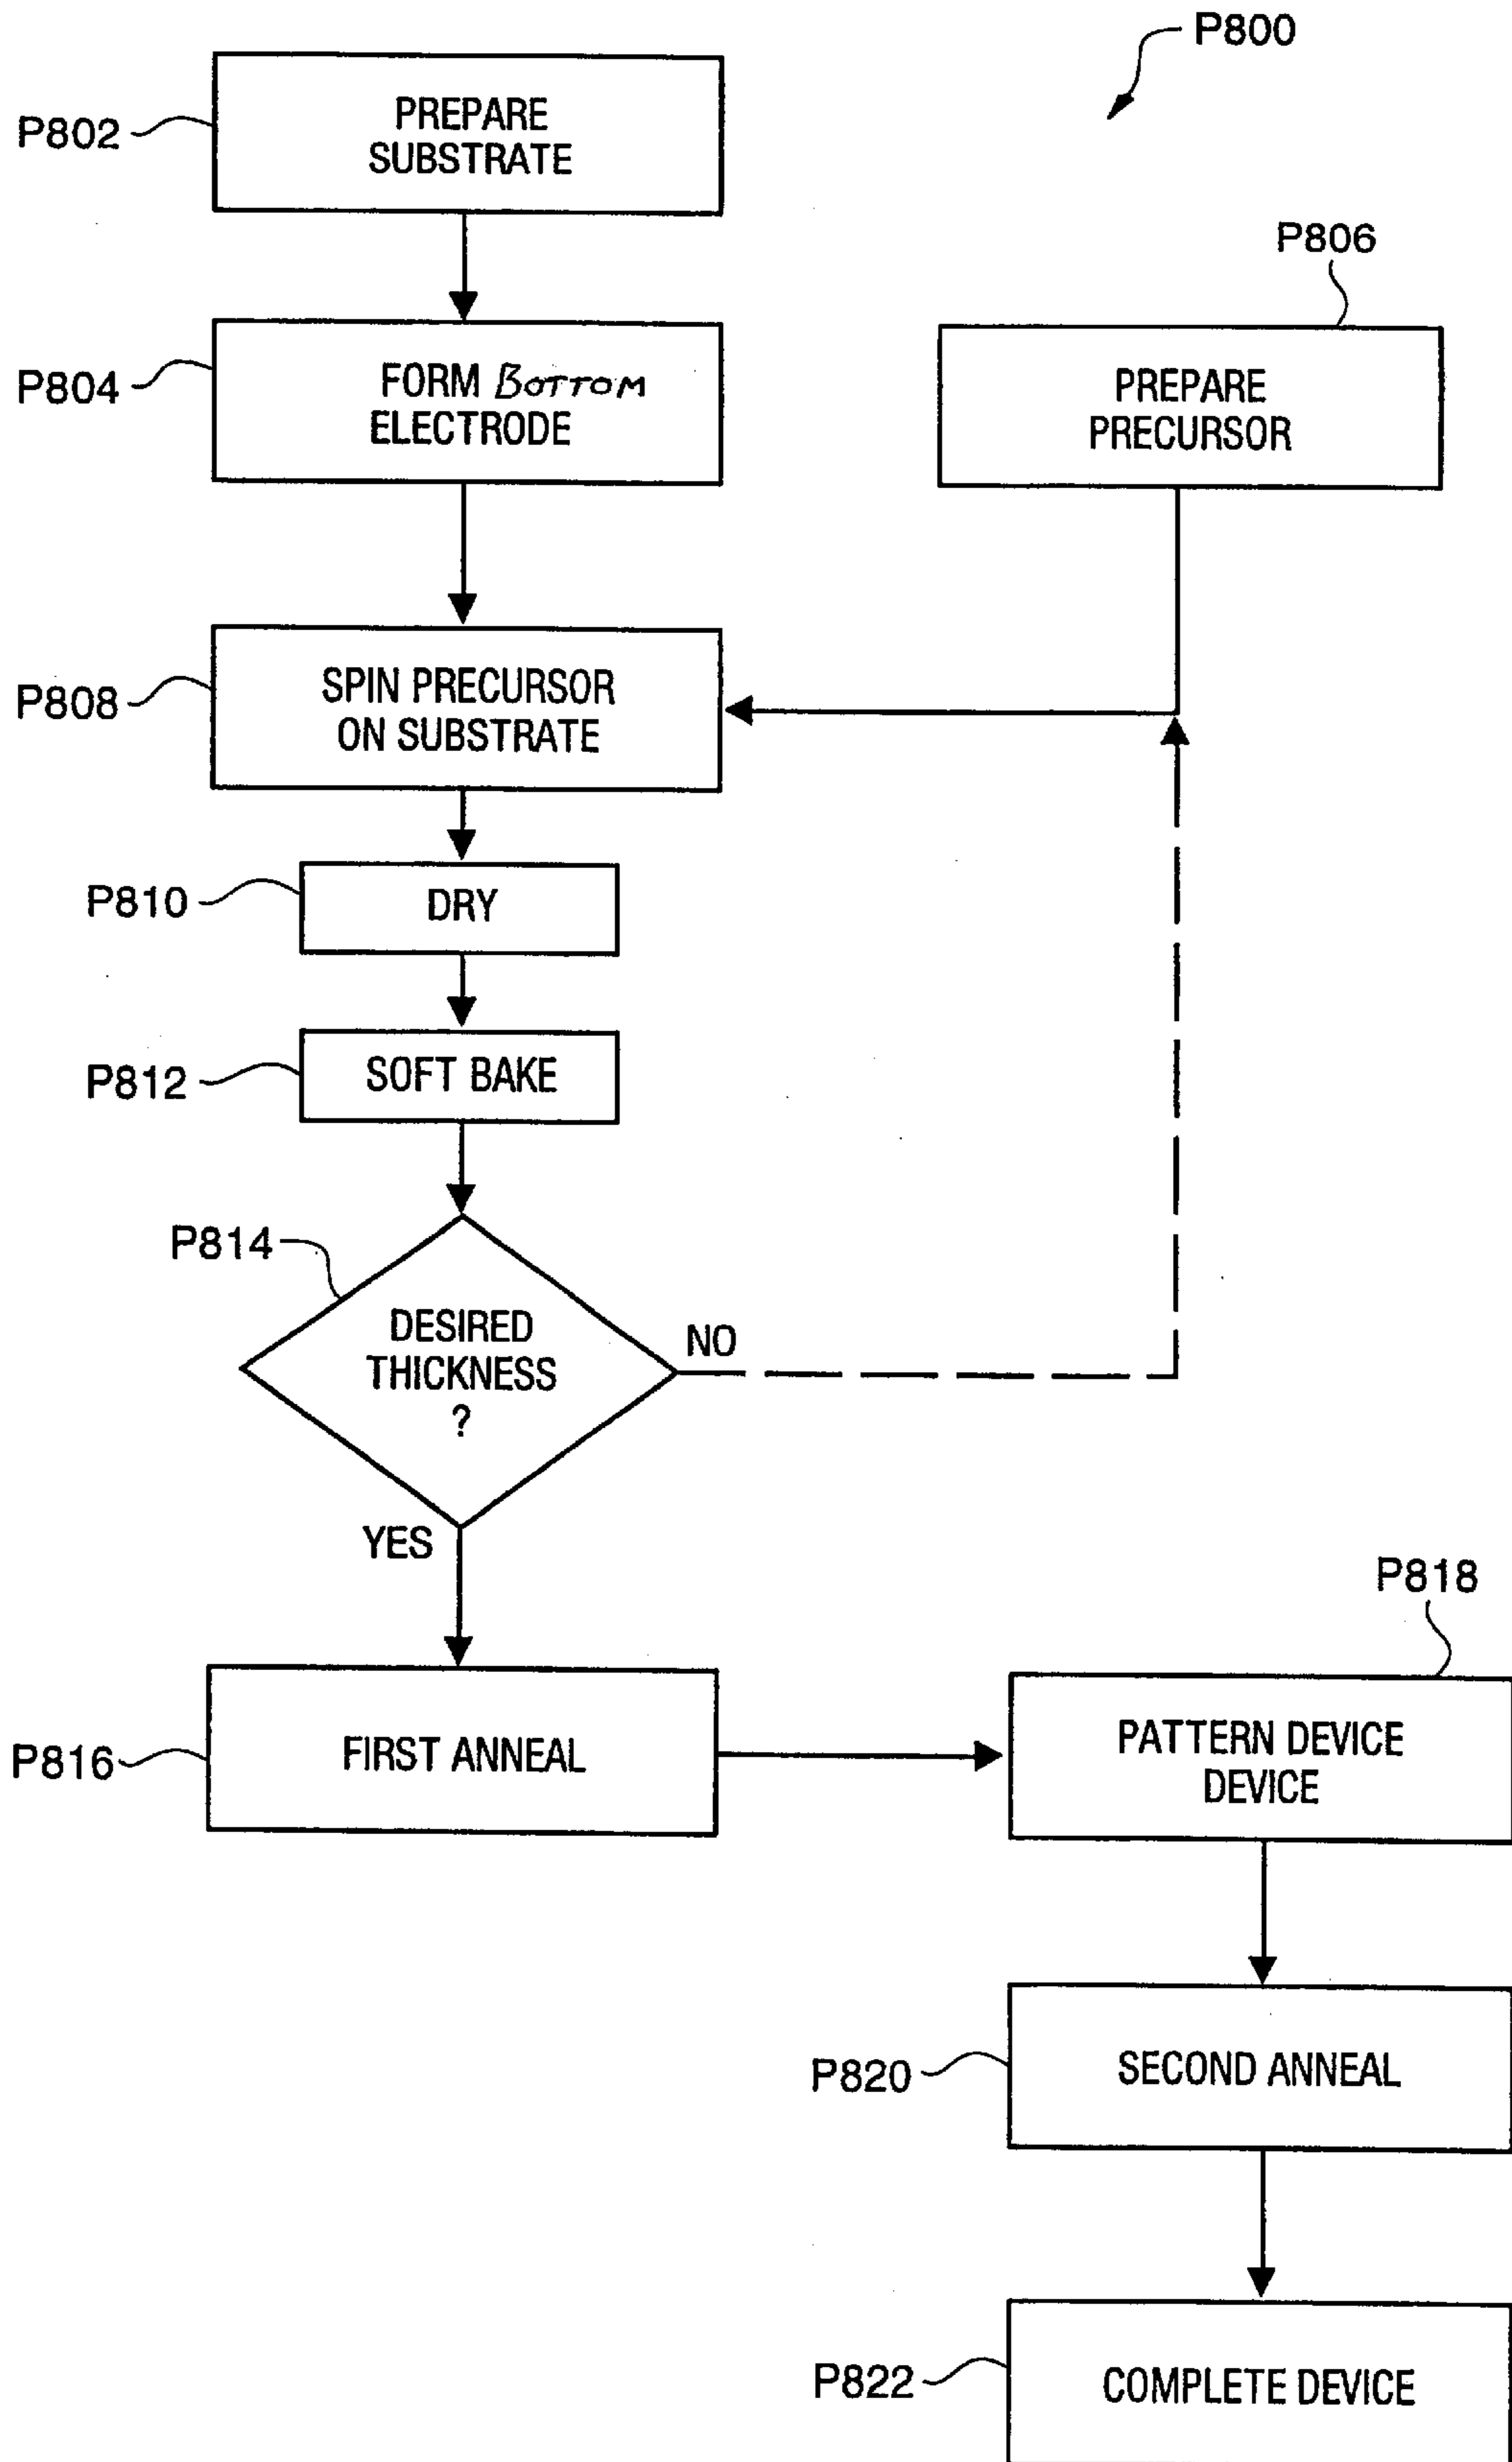 P800
P802
PREPARE
SUBSTRATE
P804
FORM BOTTOM
ELECTRODE
P806
PREPARE
PRECURSOR
P808
SPIN PRECURSOR
ON SUBSTRATE
P810
DRY
P812
SOFT BAKE
P814
DESIRED
THICKNESS
?
NO
YES
P816
FIRST ANNEAL
P818
PATTERN DEVICE
DEVICE
P820
SECOND ANNEAL
P822
COMPLETE DEVICE